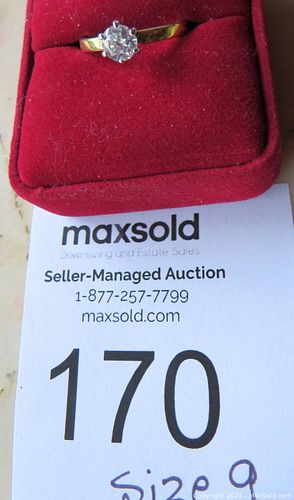 maxsold
Downsizing and Estate Sales
Seller-Managed Auction
1-877-257-7799
maxsold.com
170
Size 9
Copyright 2024 - MaxSold.com